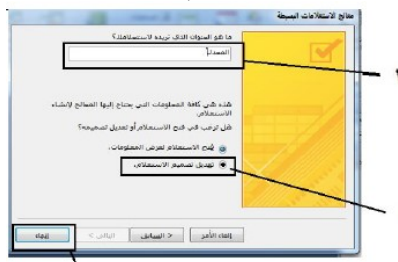 معالج الاستعلامات البسيطة
ما هو العنوان الذي تريده لاستعلامك؟
المعدل
هذه هي كافة المعلومات التي يحتاج إليها المعالج لإنشاء
الاستعلام.
هل ترغب في فتح الاستعلام أو تعديل تصميمه؟
فتح الاستعلام لعرض المعلومات.
تعديل تصميم الاستعلام.
إلغاء الأمر
< السابق
التالي >
إنهاء